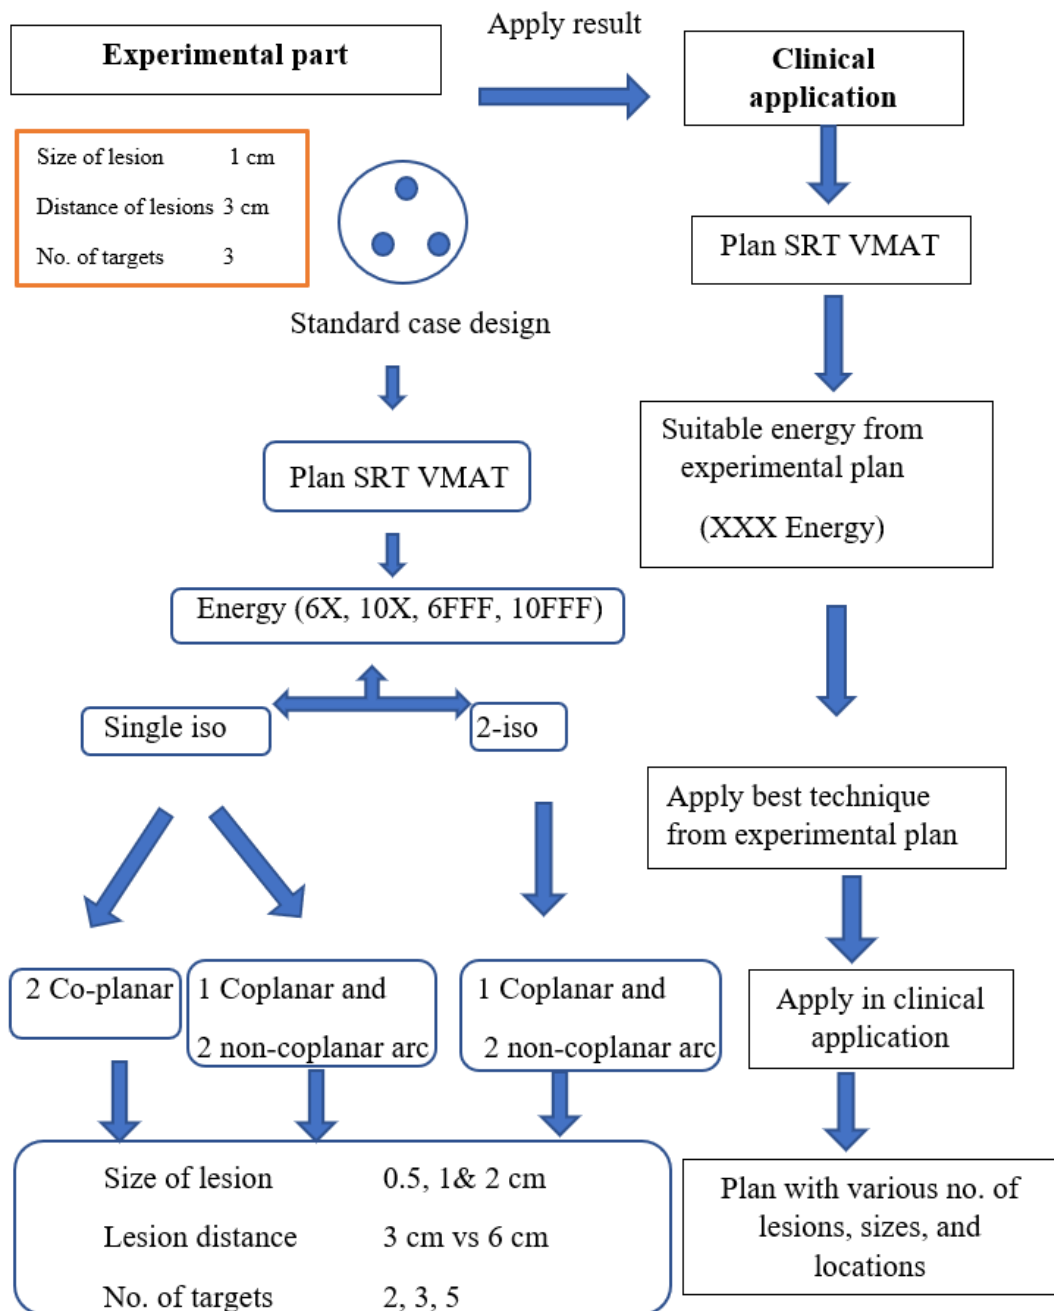 Experimental part
Apply result
Clinical
application
Size of lesion 1 cm
Distance of lesions 3 cm
No. of targets 3
Standard case design
Plan SRT VMAT
Energy (6X, 10X, 6FFF, 10FFF)
Single iso
2-iso
2 Co-planar
1 Coplanar and
2 non-coplanar arc
1 Coplanar and
2 non-coplanar arc
Size of lesion 0.5, 1& 2 cm
Lesion distance 3 cm vs 6 cm
No. of targets 2, 3, 5
Plan SRT VMAT
Suitable energy from
experimental plan
(XXX Energy)
Apply best technique
from experimental plan
Apply in clinical
application
Plan with various no. of
lesions, sizes, and
locations